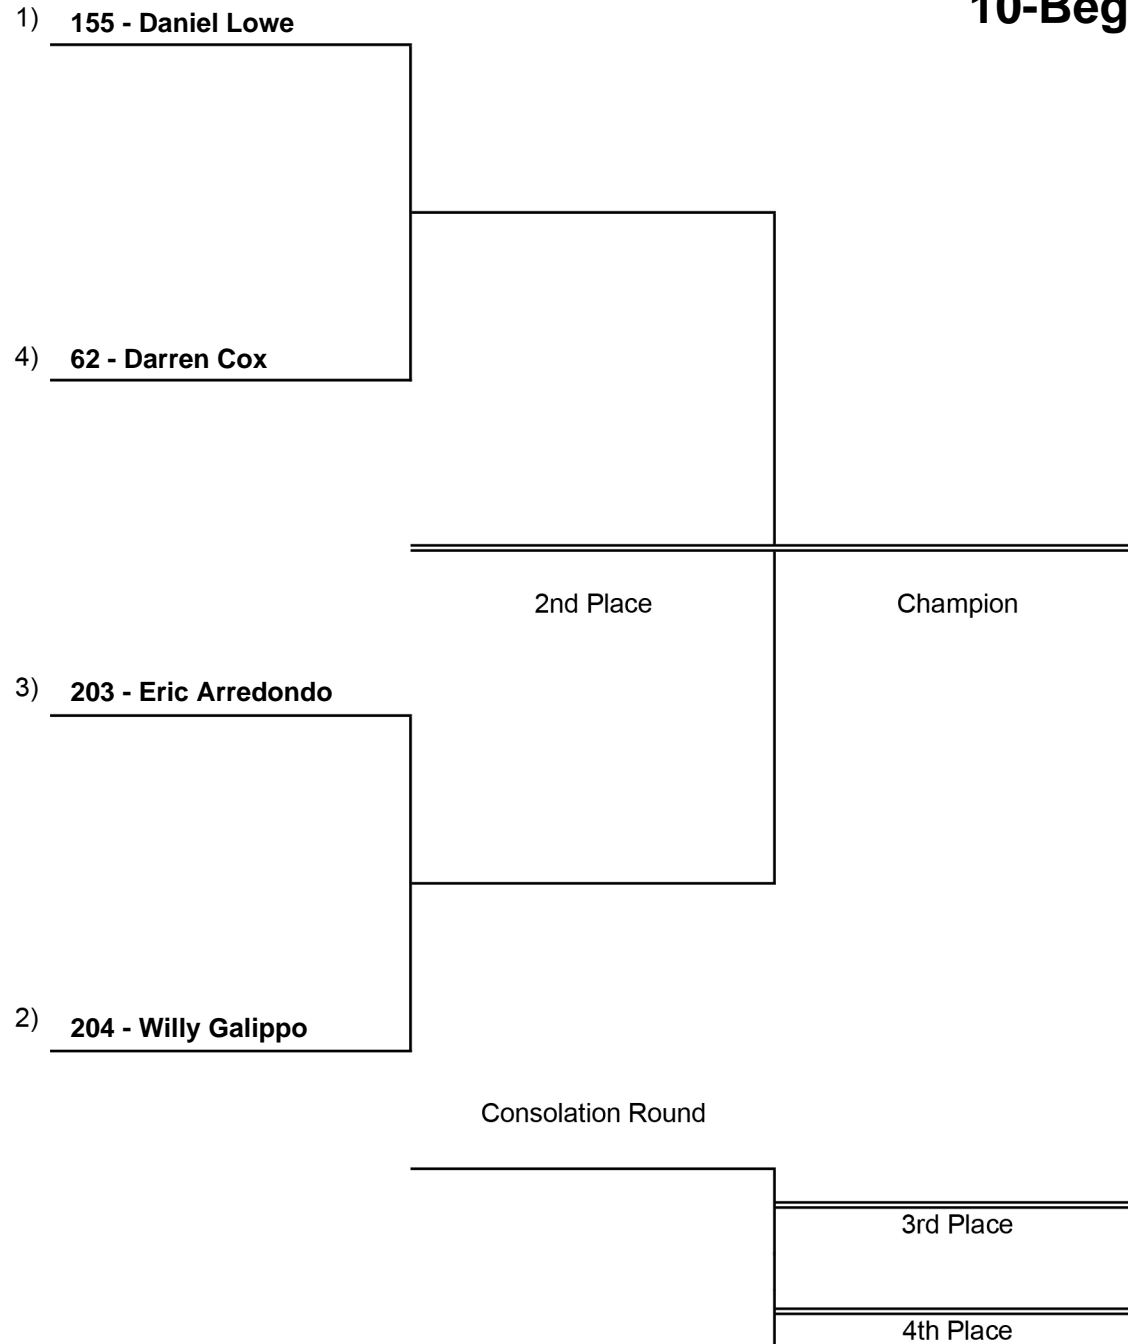 10-Beg
1) 155 - Daniel Lowe
4) 62 - Darren Cox
2nd Place
Champion
3) 203 - Eric Arredondo
2) 204 - Willy Galippo
Consolation Round
3rd Place
4th Place